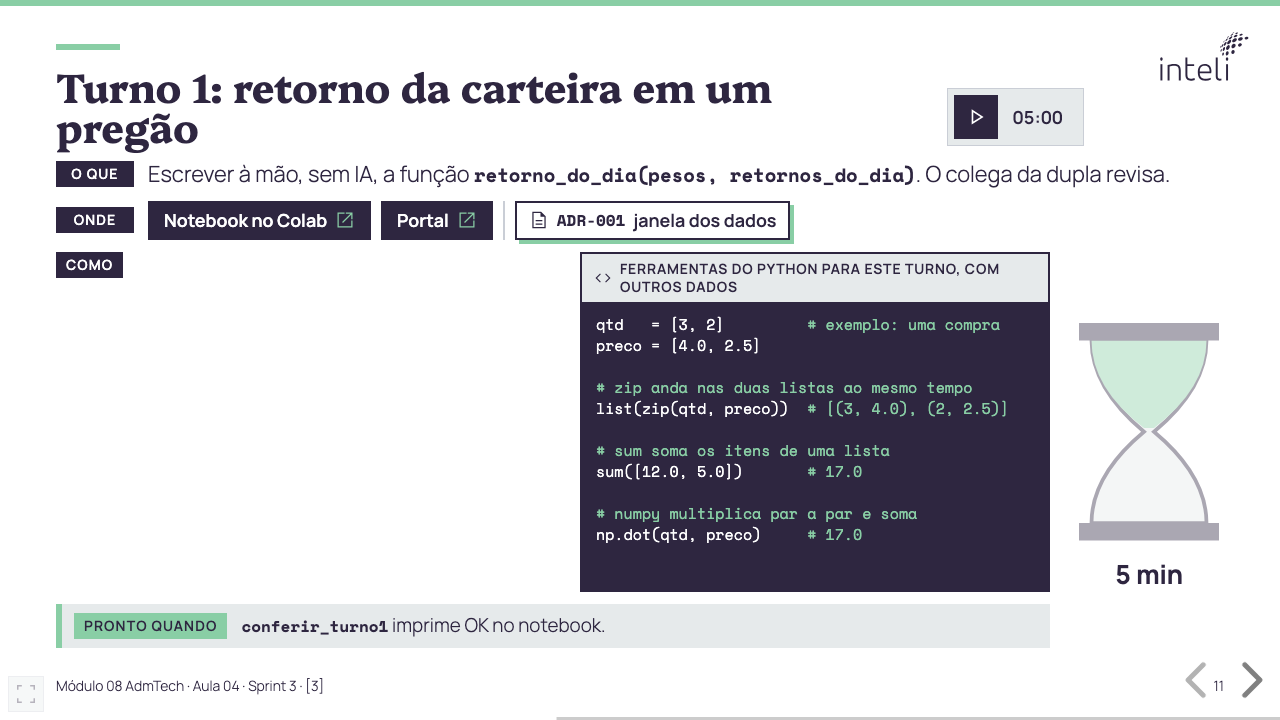 Turno 1: retorno da carteira em um
pregão
inteli
05:00
O QUE Escrever à mão, sem IA, a função retorno_do_dia(pesos, retornos_do_dia). O colega da dupla revisa.
ONDE Notebook no Colab Portal ADR-001 janela dos dados
COMO
FERRAMENTAS DO PYTHON PARA ESTE TURNO, COM
OUTROS DADOS
qtd   = [3, 2]         # exemplo: uma compra
preco = [4.0, 2.5]
# zip anda nas duas listas ao mesmo tempo
list(zip(qtd, preco))  # [(3, 4.0), (2, 2.5)]
# sum soma os itens de uma lista
sum([12.0, 5.0])       # 17.0
# numpy multiplica par a par e soma
np.dot(qtd, preco)     # 17.0
5 min
PRONTO QUANDO conferir_turno1 imprime OK no notebook.
Módulo 08 AdmTech · Aula 04 · Sprint 3 · [3]
11